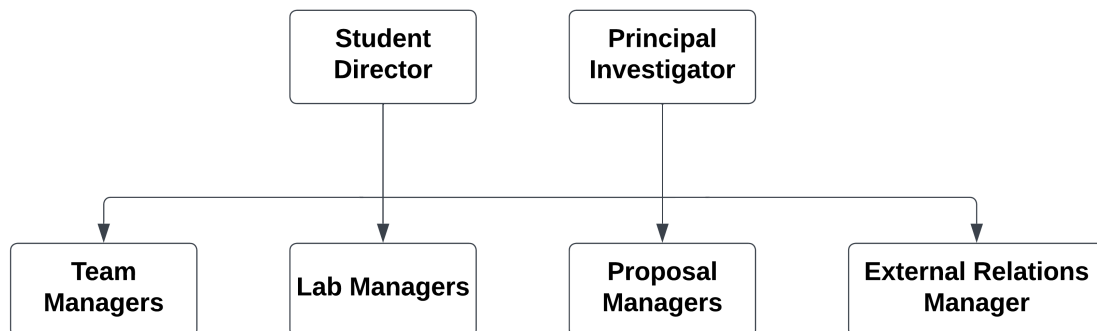 Student
Director
Principal
Investigator
Team
Managers
Lab Managers
Proposal
Managers
External Relations
Manager